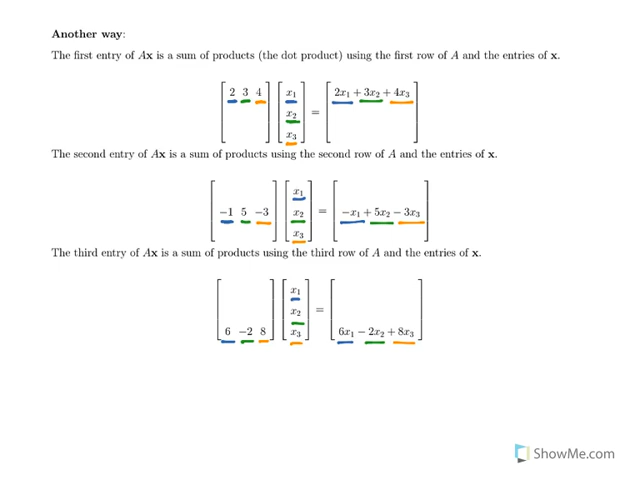 Another way:
The first entry of Ax is a sum of products (the dot product) using the first row of A and the entries of x.
2 3 4 x₁ 2x₁ + 3x₂ + 4x₃
x₂ =
x₃
The second entry of Ax is a sum of products using the second row of A and the entries of x.
x₁
−1 5 −3 x₂ = −x₁ + 5x₂ − 3x₃
x₃
The third entry of Ax is a sum of products using the third row of A and the entries of x.
x₁
x₂ =
6 −2 8 x₃ 6x₁ − 2x₂ + 8x₃
ShowMe.com